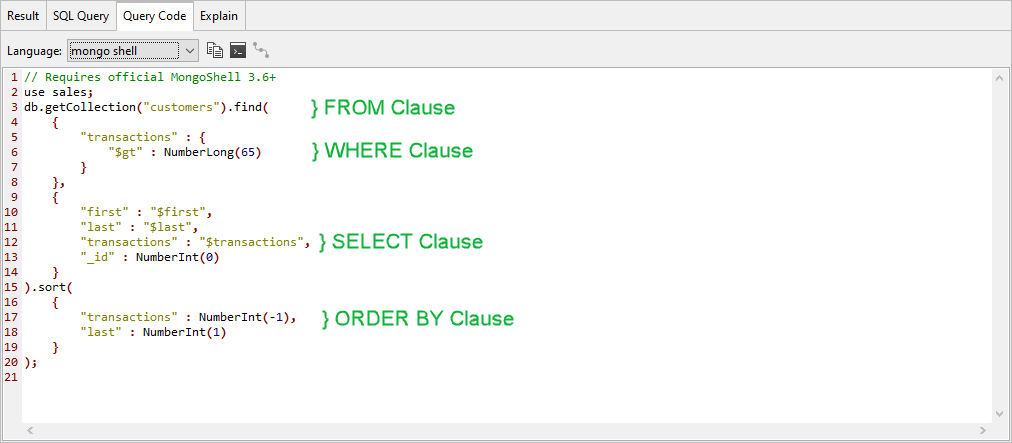 Result SQL Query Query Code Explain
Language: mongo shell
1 // Requires official MongoShell 3.6+
2 use sales;
3 db.getCollection("customers").find( } FROM Clause
4 {
5 "transactions" : {
6 "$gt" : NumberLong(65) } WHERE Clause
7 }
8 },
9 {
10 "first" : "$first",
11 "last" : "$last",
12 "transactions" : "$transactions", } SELECT Clause
13 "_id" : NumberInt(0)
14 }
15 ).sort(
16 {
17 "transactions" : NumberInt(-1), } ORDER BY Clause
18 "last" : NumberInt(1)
19 }
20 );
21